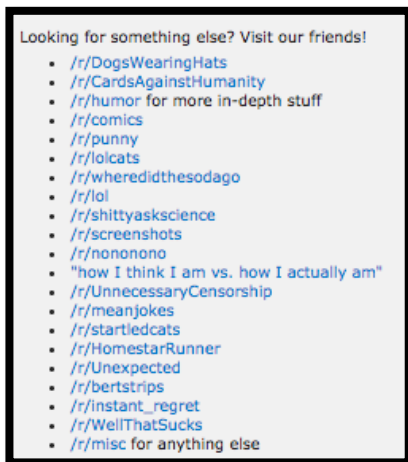 Looking for something else? Visit our friends!
/r/DogsWearingHats
/r/CardsAgainstHumanity
/r/humor for more in-depth stuff
/r/comics
/r/punny
/r/lolcats
/r/wheredidthesodago
/r/lol
/r/shittyaskscience
/r/screenshots
/r/nononono
"how I think I am vs. how I actually am"
/r/UnnecessaryCensorship
/r/meanjokes
/r/startledcats
/r/HomestarRunner
/r/Unexpected
/r/bertstrips
/r/instant_regret
/r/WellThatSucks
/r/misc for anything else